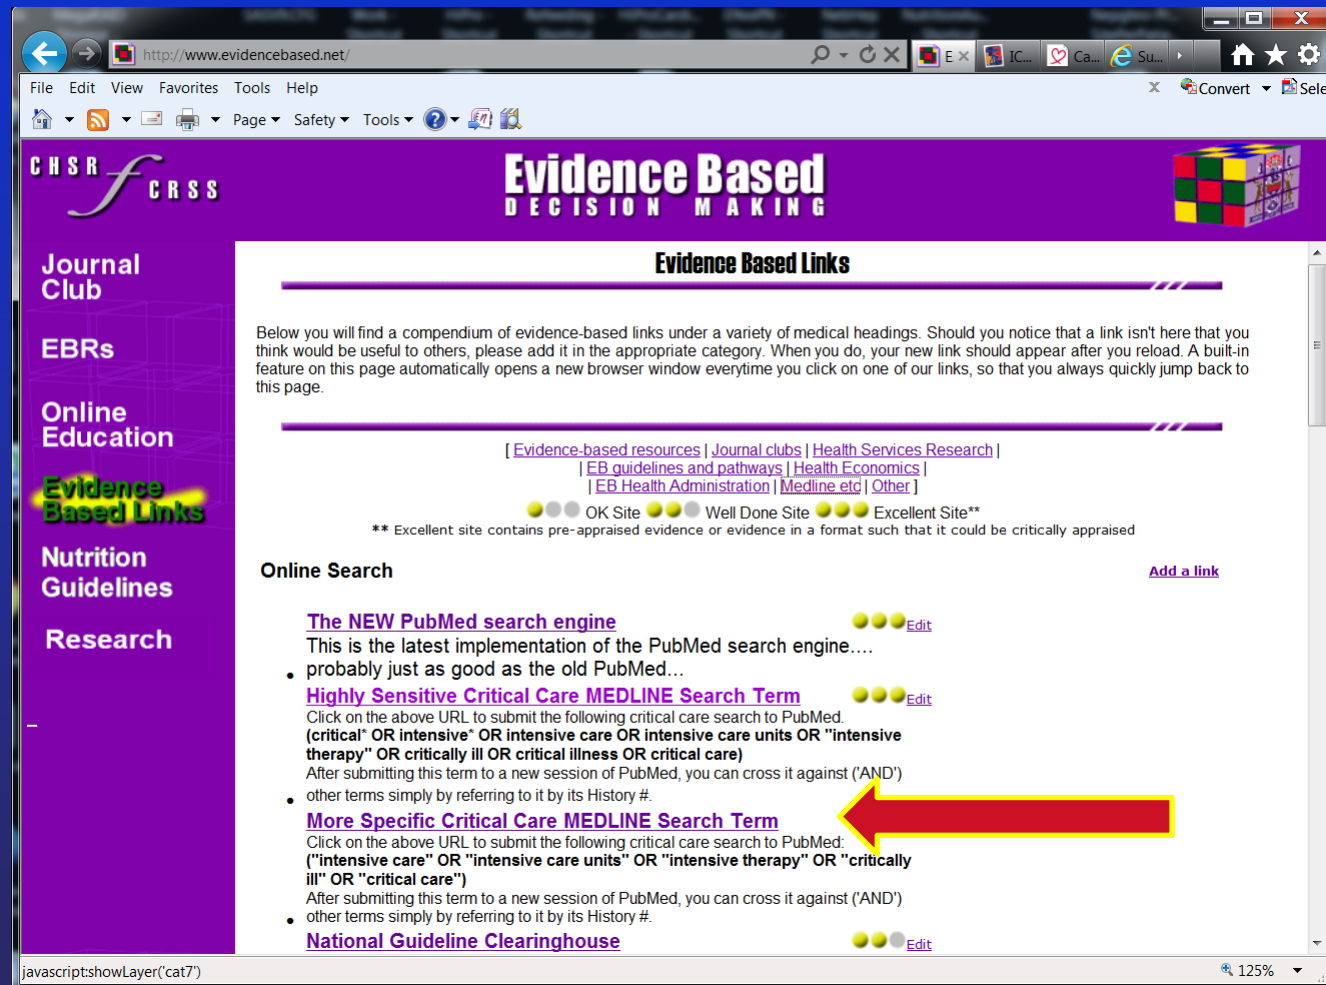 http://www.evidencebased.net/
E
IC...
Ca...
Su...
File Edit View Favorites Tools Help
x Convert Sele
Page Safety Tools
CHSR f CRSS
Evidence Based
DECISION MAKING
Journal
Club
EBRs
Online
Education
Evidence
Based Links
Nutrition
Guidelines
Research
Evidence Based Links
Below you will find a compendium of evidence-based links under a variety of medical headings. Should you notice that a link isn't here that you
think would be useful to others, please add it in the appropriate category. When you do, your new link should appear after you reload. A built-in
feature on this page automatically opens a new browser window everytime you click on one of our links, so that you always quickly jump back to
this page.
[ Evidence-based resources | Journal clubs | Health Services Research |
| EB guidelines and pathways | Health Economics |
| EB Health Administration | Medline etc | Other ]
OK Site Well Done Site Excellent Site**
** Excellent site contains pre-appraised evidence or evidence in a format such that it could be critically appraised
Online Search
Add a link
The NEW PubMed search engine Edit
This is the latest implementation of the PubMed search engine....
probably just as good as the old PubMed...
Highly Sensitive Critical Care MEDLINE Search Term Edit
Click on the above URL to submit the following critical care search to PubMed.
(critical* OR intensive* OR intensive care OR intensive care units OR "intensive
therapy" OR critically ill OR critical illness OR critical care)
After submitting this term to a new session of PubMed, you can cross it against ('AND')
other terms simply by referring to it by its History #.
More Specific Critical Care MEDLINE Search Term
Click on the above URL to submit the following critical care search to PubMed:
("intensive care" OR "intensive care units" OR "intensive therapy" OR "critically
ill" OR "critical care")
After submitting this term to a new session of PubMed, you can cross it against ('AND')
other terms simply by referring to it by its History #.
National Guideline Clearinghouse Edit
javascript:showLayer('cat7')
125%